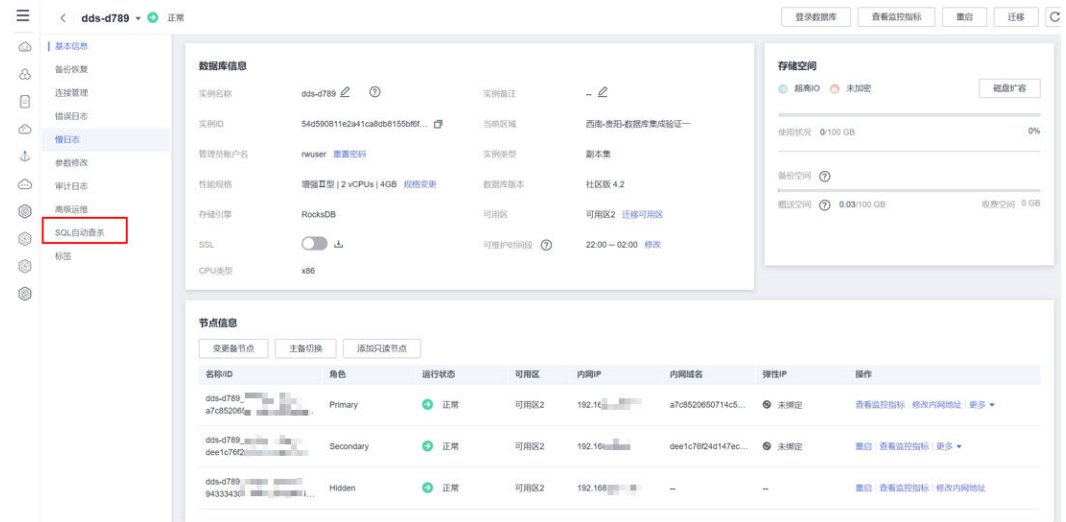 dds-d789 正常 登录数据库 查看监控指标 重启 迁移
基本信息
备份恢复
连接管理
错误日志
慢日志
参数修改
审计日志
高级运维
SQL自动查杀
标签
数据库信息
实例名称 dds-d789 实例备注 --
实例ID 54d590811e2a41ca8db8155bf6f... 当前区域 西南-贵阳-数据库集成验证一
管理员账户名 rwuser 重置密码 实例类型 副本集
性能规格 增强II型 | 2 vCPUs | 4GB 规格变更 数据库版本 社区版 4.2
存储引擎 RocksDB 可用区 可用区2 迁移可用区
SSL 可维护时间段 22:00 – 02:00 修改
CPU类型 x86
存储空间
超高IO 未加密 磁盘扩容
使用状况 0/100 GB 0%
备份空间
赠送空间 0.03/100 GB 收费空间 0 GB
节点信息
变更备节点 主备切换 添加只读节点
名称/ID 角色 运行状态 可用区 内网IP 内网域名 弹性IP 操作
dds-d789_
a7c85206 Primary 正常 可用区2 192.16 a7c8520650714c5... 未绑定 查看监控指标 修改内网地址 更多
dds-d789_
dee1c76f2 Secondary 正常 可用区2 192.16 dee1c76f24d147ec... 未绑定 重启 查看监控指标 更多
dds-d789
94333430 Hidden 正常 可用区2 192.168 -- -- 重启 查看监控指标 修改内网地址